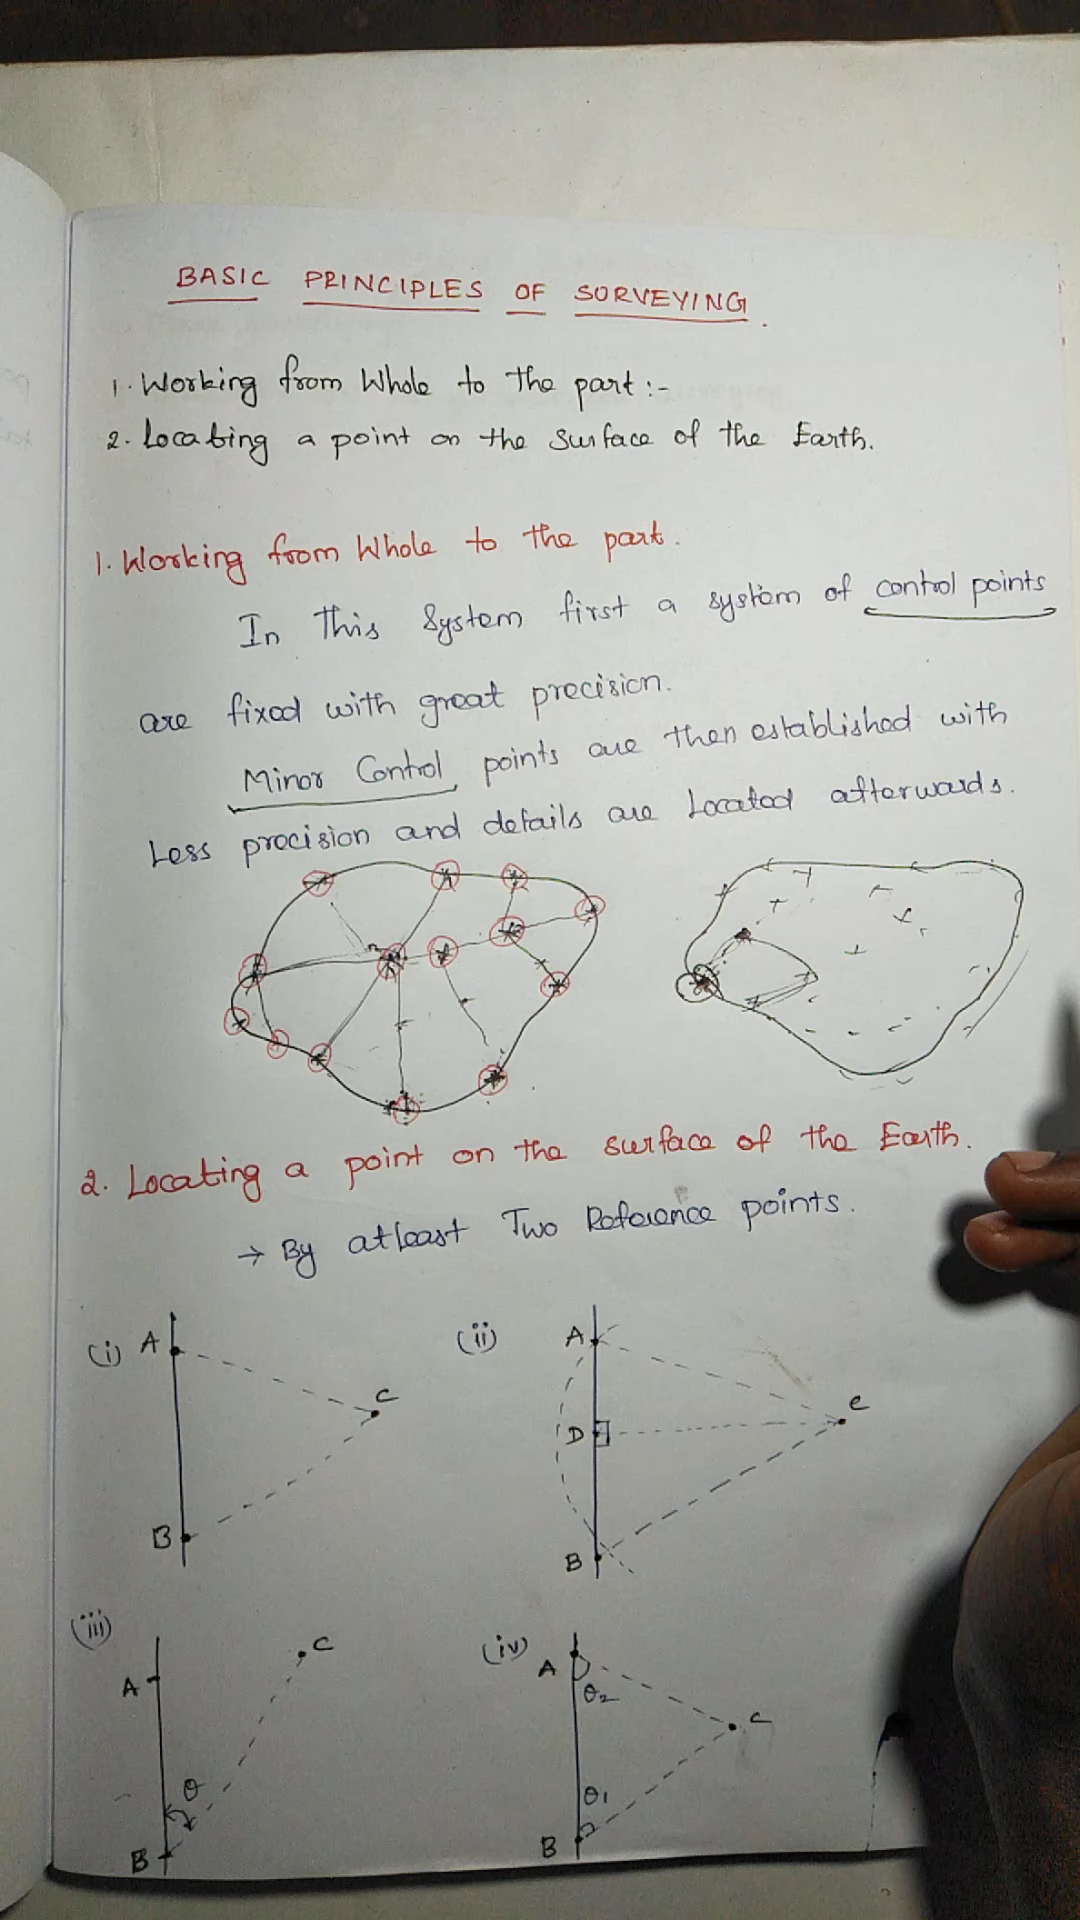 BASIC PRINCIPLES OF SORVEYING.
1. Working from Whole to the part :-
2. Locating a point on the Surface of the Earth.
1. Working from Whole to the part.
In This System first a system of control points
are fixed with great precision.
Minor Control points are then established with
Less precision and details are Located afterwards.
2. Locating a point on the surface of the Earth.
→ By atleast Two Reference points.
(i) A
C
B
(ii) A
C
D
B
(iii)
C
A
θ
B
(iv)
A
θ2
C
θ1
B